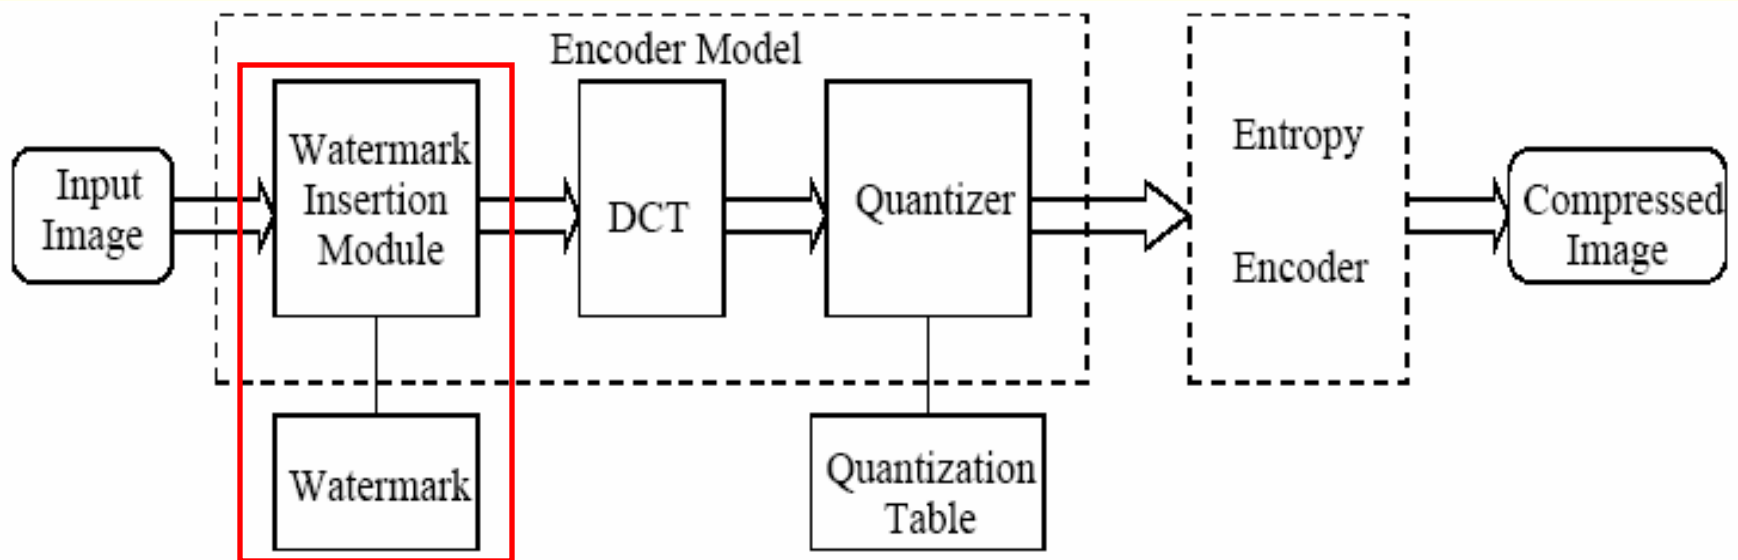 Encoder Model
Input
Image
Watermark
Insertion
Module
DCT
Quantizer
Entropy
Encoder
Compressed
Image
Watermark
Quantization
Table